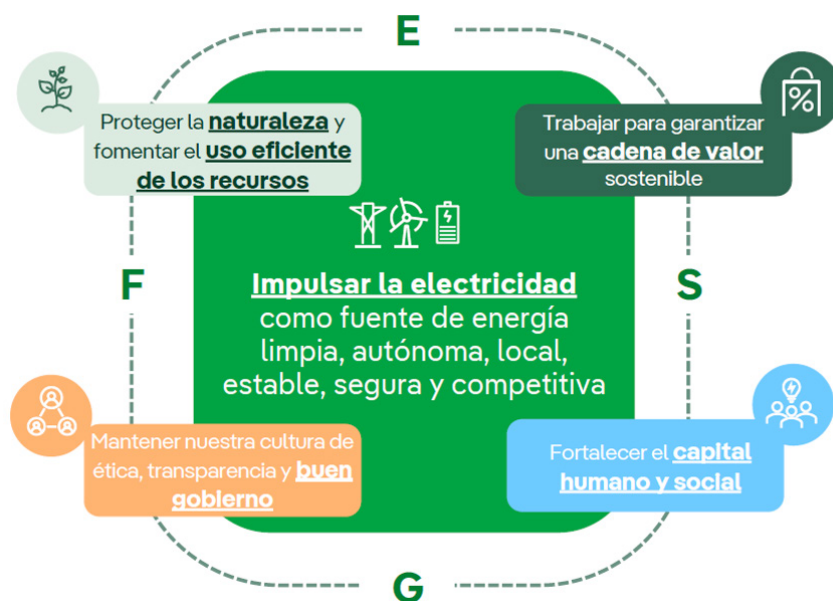 E
Proteger la naturaleza y
fomentar el uso eficiente
de los recursos
Trabajar para garantizar
una cadena de valor
sostenible
%
F
S
Impulsar la electricidad
como fuente de energía
limpia, autónoma, local,
estable, segura y competitiva
Mantener nuestra cultura de
ética, transparencia y buen
gobierno
Fortalecer el capital
humano y social
G